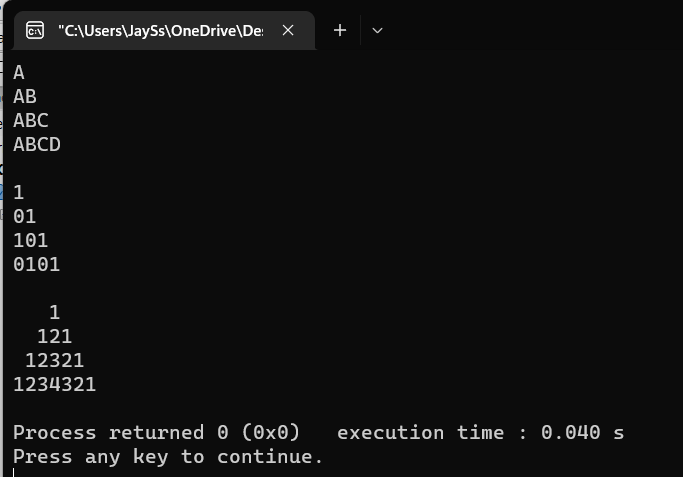 "C:\Users\JaySs\OneDrive\De
A
AB
ABC
ABCD
1
01
101
0101
1
121
12321
1234321
Process returned 0 (0x0)   execution time : 0.040 s
Press any key to continue.